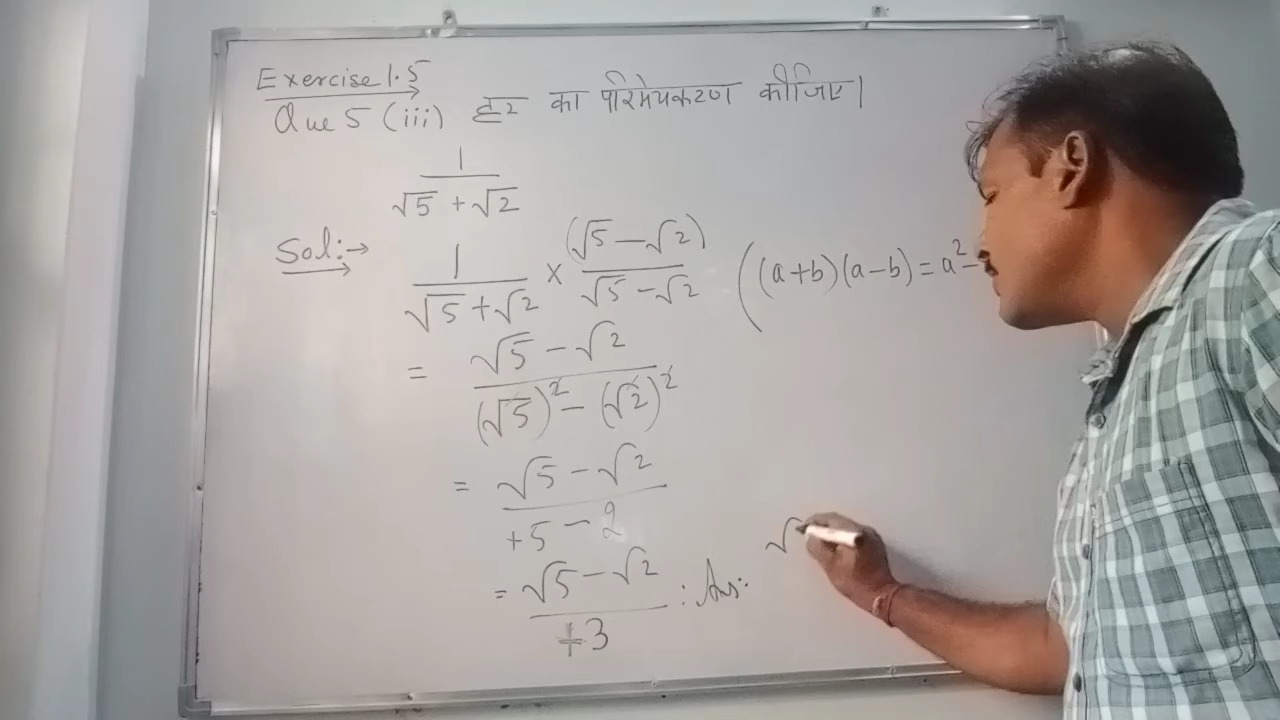 Exercise 1.5
Que 5 (iii) हर का परिमेयकरण कीजिए।
1
√5 + √2
Sol:→
1 × (√5 − √2)
√5 + √2 √5 − √2
((a+b)(a−b) = a² −
= √5 − √2
(√5)² − (√2)²
= √5 − √2
+5 − 2
= √5 − √2 : Ans.
+3
√